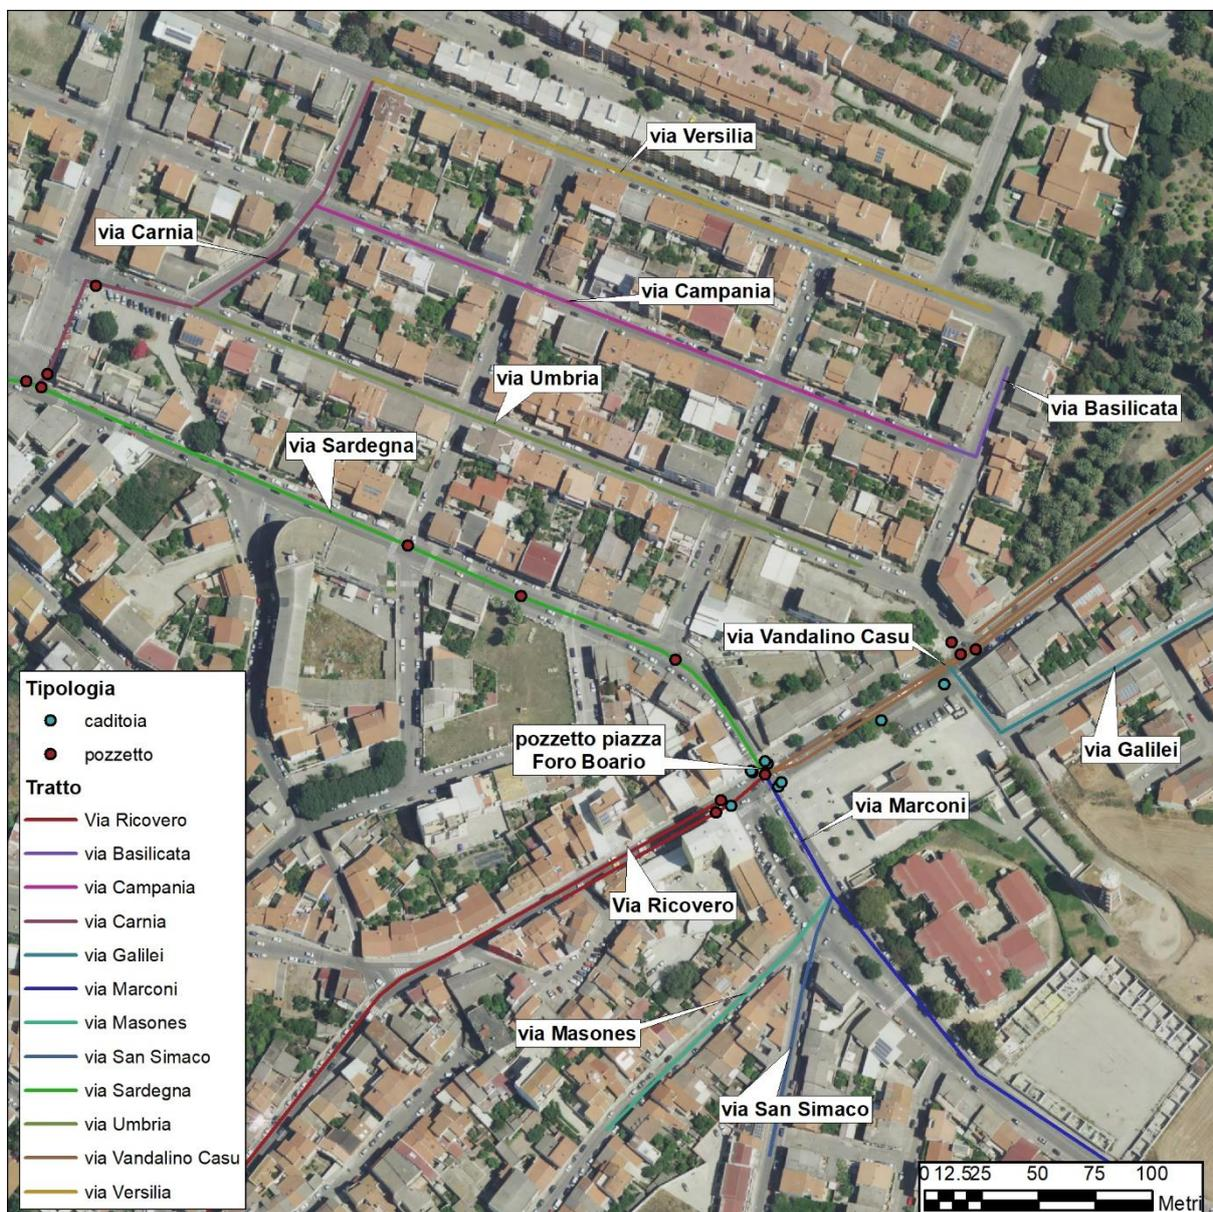 via Versilia
via Carnia
via Campania
via Umbria
via Basilicata
via Sardegna
via Vandalino Casu
pozzetto piazza
Foro Boario
via Galilei
via Marconi
Via Ricovero
via Masones
via San Simaco
Tipologia
caditoia
pozzetto
Tratto
Via Ricovero
via Basilicata
via Campania
via Carnia
via Galilei
via Marconi
via Masones
via San Simaco
via Sardegna
via Umbria
via Vandalino Casu
via Versilia
0 12.525 50 75 100
Metri